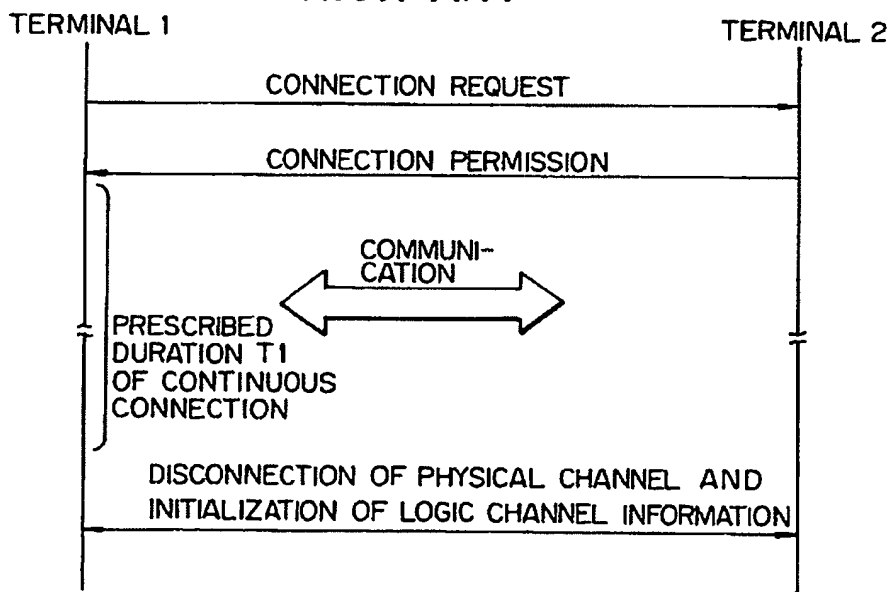 TERMINAL 1
TERMINAL 2
CONNECTION REQUEST
CONNECTION PERMISSION
COMMUNI-
CATION
PRESCRIBED
DURATION T1
OF CONTINUOUS
CONNECTION
DISCONNECTION OF PHYSICAL CHANNEL AND
INITIALIZATION OF LOGIC CHANNEL INFORMATION